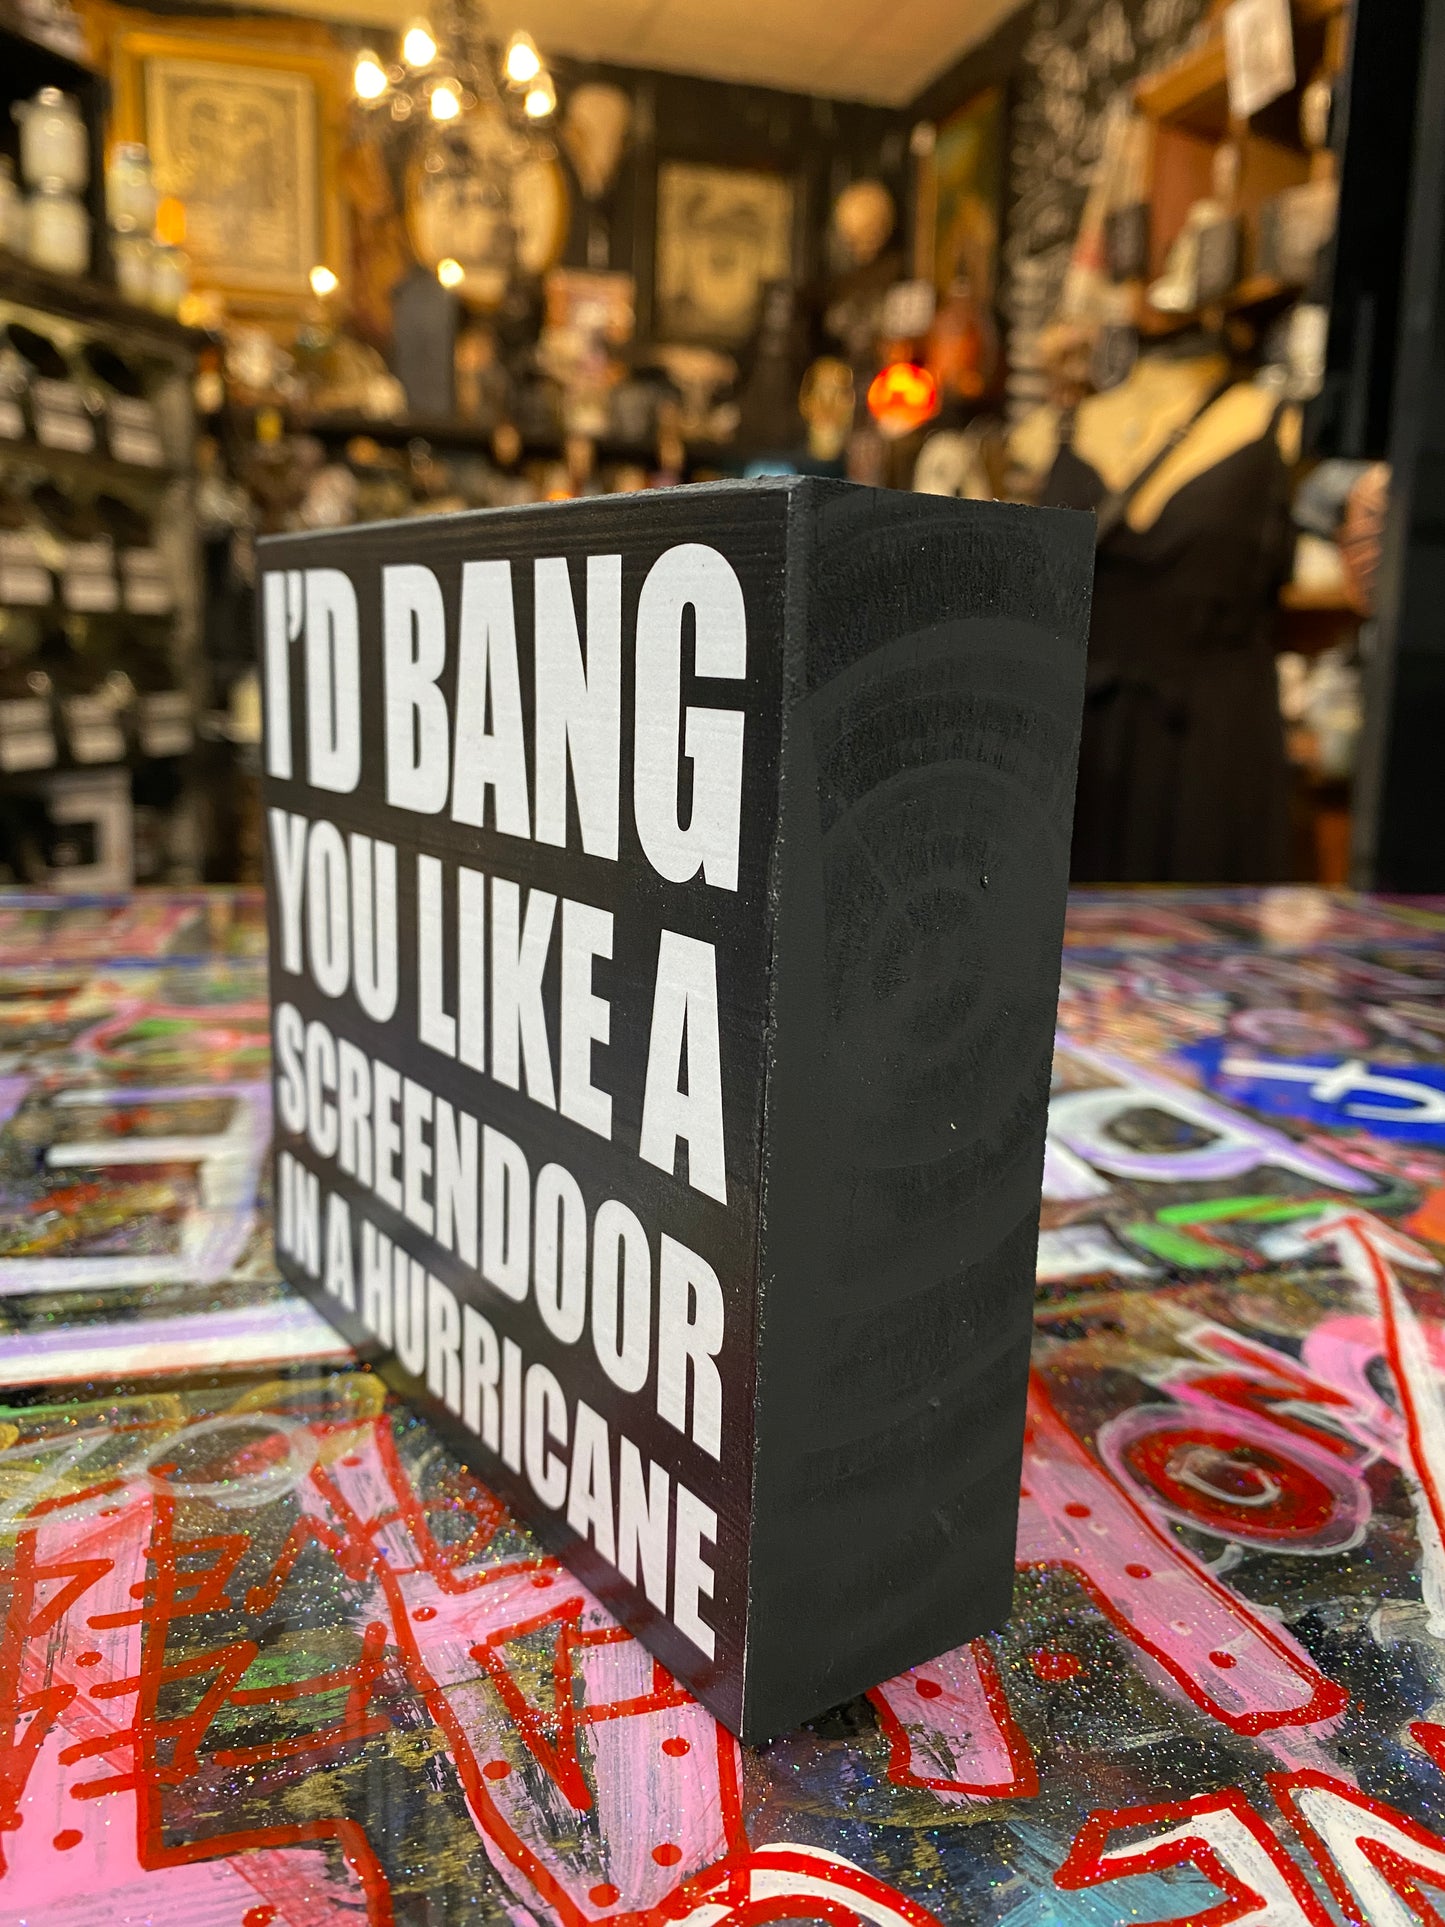 I'D BANG
YOU LIKE A
SCREENDOOR
IN A HURRICANE